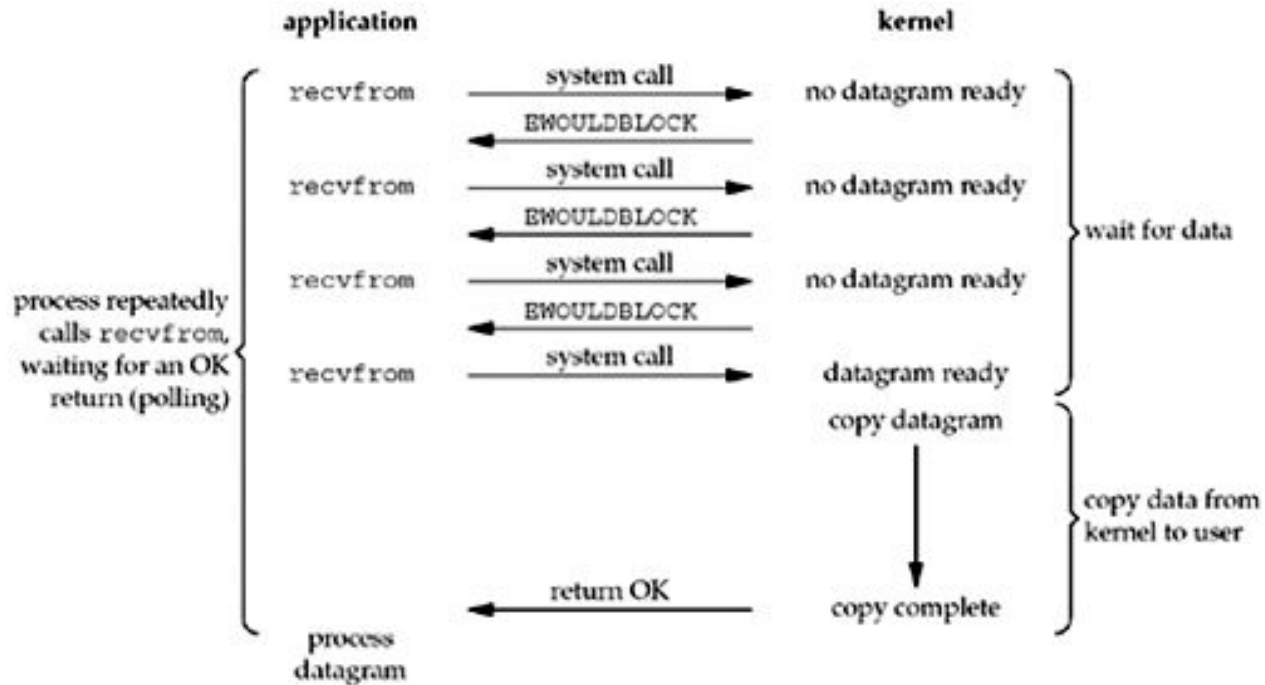 application
kernel
recvfrom
system call
no datagram ready
EWOULDBLOCK
recvfrom
system call
no datagram ready
EWOULDBLOCK
wait for data
recvfrom
system call
no datagram ready
process repeatedly
calls recvfrom,
waiting for an OK
return (polling)
EWOULDBLOCK
recvfrom
system call
datagram ready
copy datagram
copy data from
kernel to user
return OK
copy complete
process
datagram